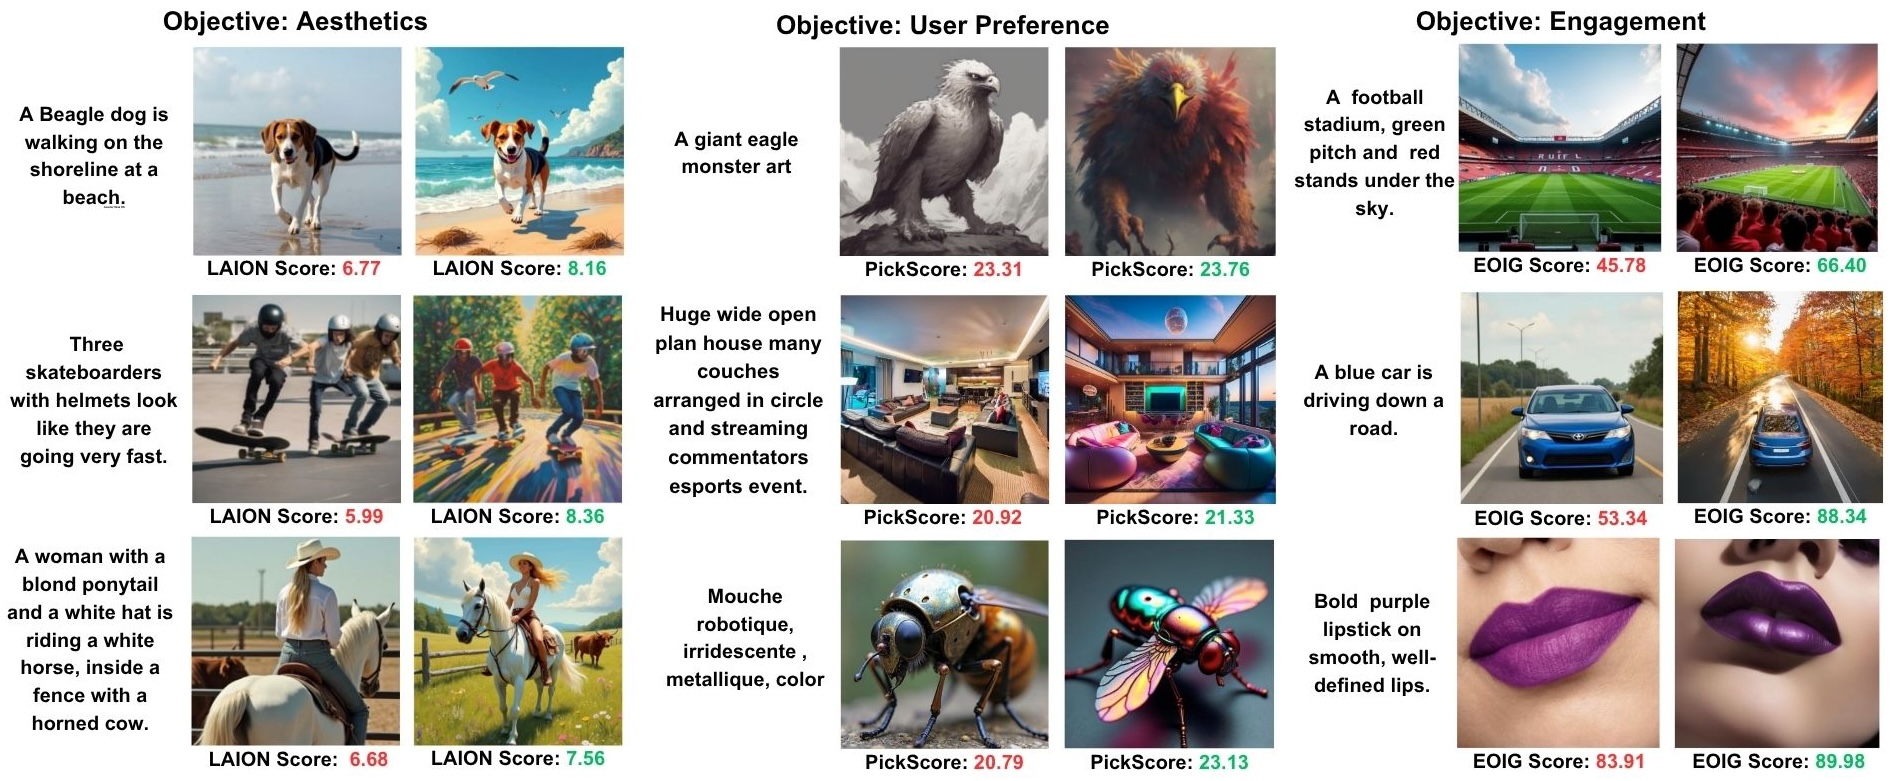 Objective: Aesthetics
A Beagle dog is
walking on the
shoreline at a
beach.
LAION Score: 6.77
LAION Score: 8.16
Three
skateboarders
with helmets look
like they are
going very fast.
LAION Score: 5.99
LAION Score: 8.36
A woman with a
blond ponytail
and a white hat is
riding a white
horse, inside a
fence with a
horned cow.
LAION Score: 6.68
LAION Score: 7.56
Objective: User Preference
A giant eagle
monster art
PickScore: 23.31
PickScore: 23.76
Huge wide open
plan house many
couches
arranged in circle
and streaming
commentators
esports event.
PickScore: 20.92
PickScore: 21.33
Mouche
robotique,
irridescente ,
metallique, color
PickScore: 20.79
PickScore: 23.13
Objective: Engagement
A football
stadium, green
pitch and red
stands under the
sky.
EOIG Score: 45.78
EOIG Score: 66.40
A blue car is
driving down a
road.
EOIG Score: 53.34
EOIG Score: 88.34
Bold purple
lipstick on
smooth, well-
defined lips.
EOIG Score: 83.91
EOIG Score: 89.98